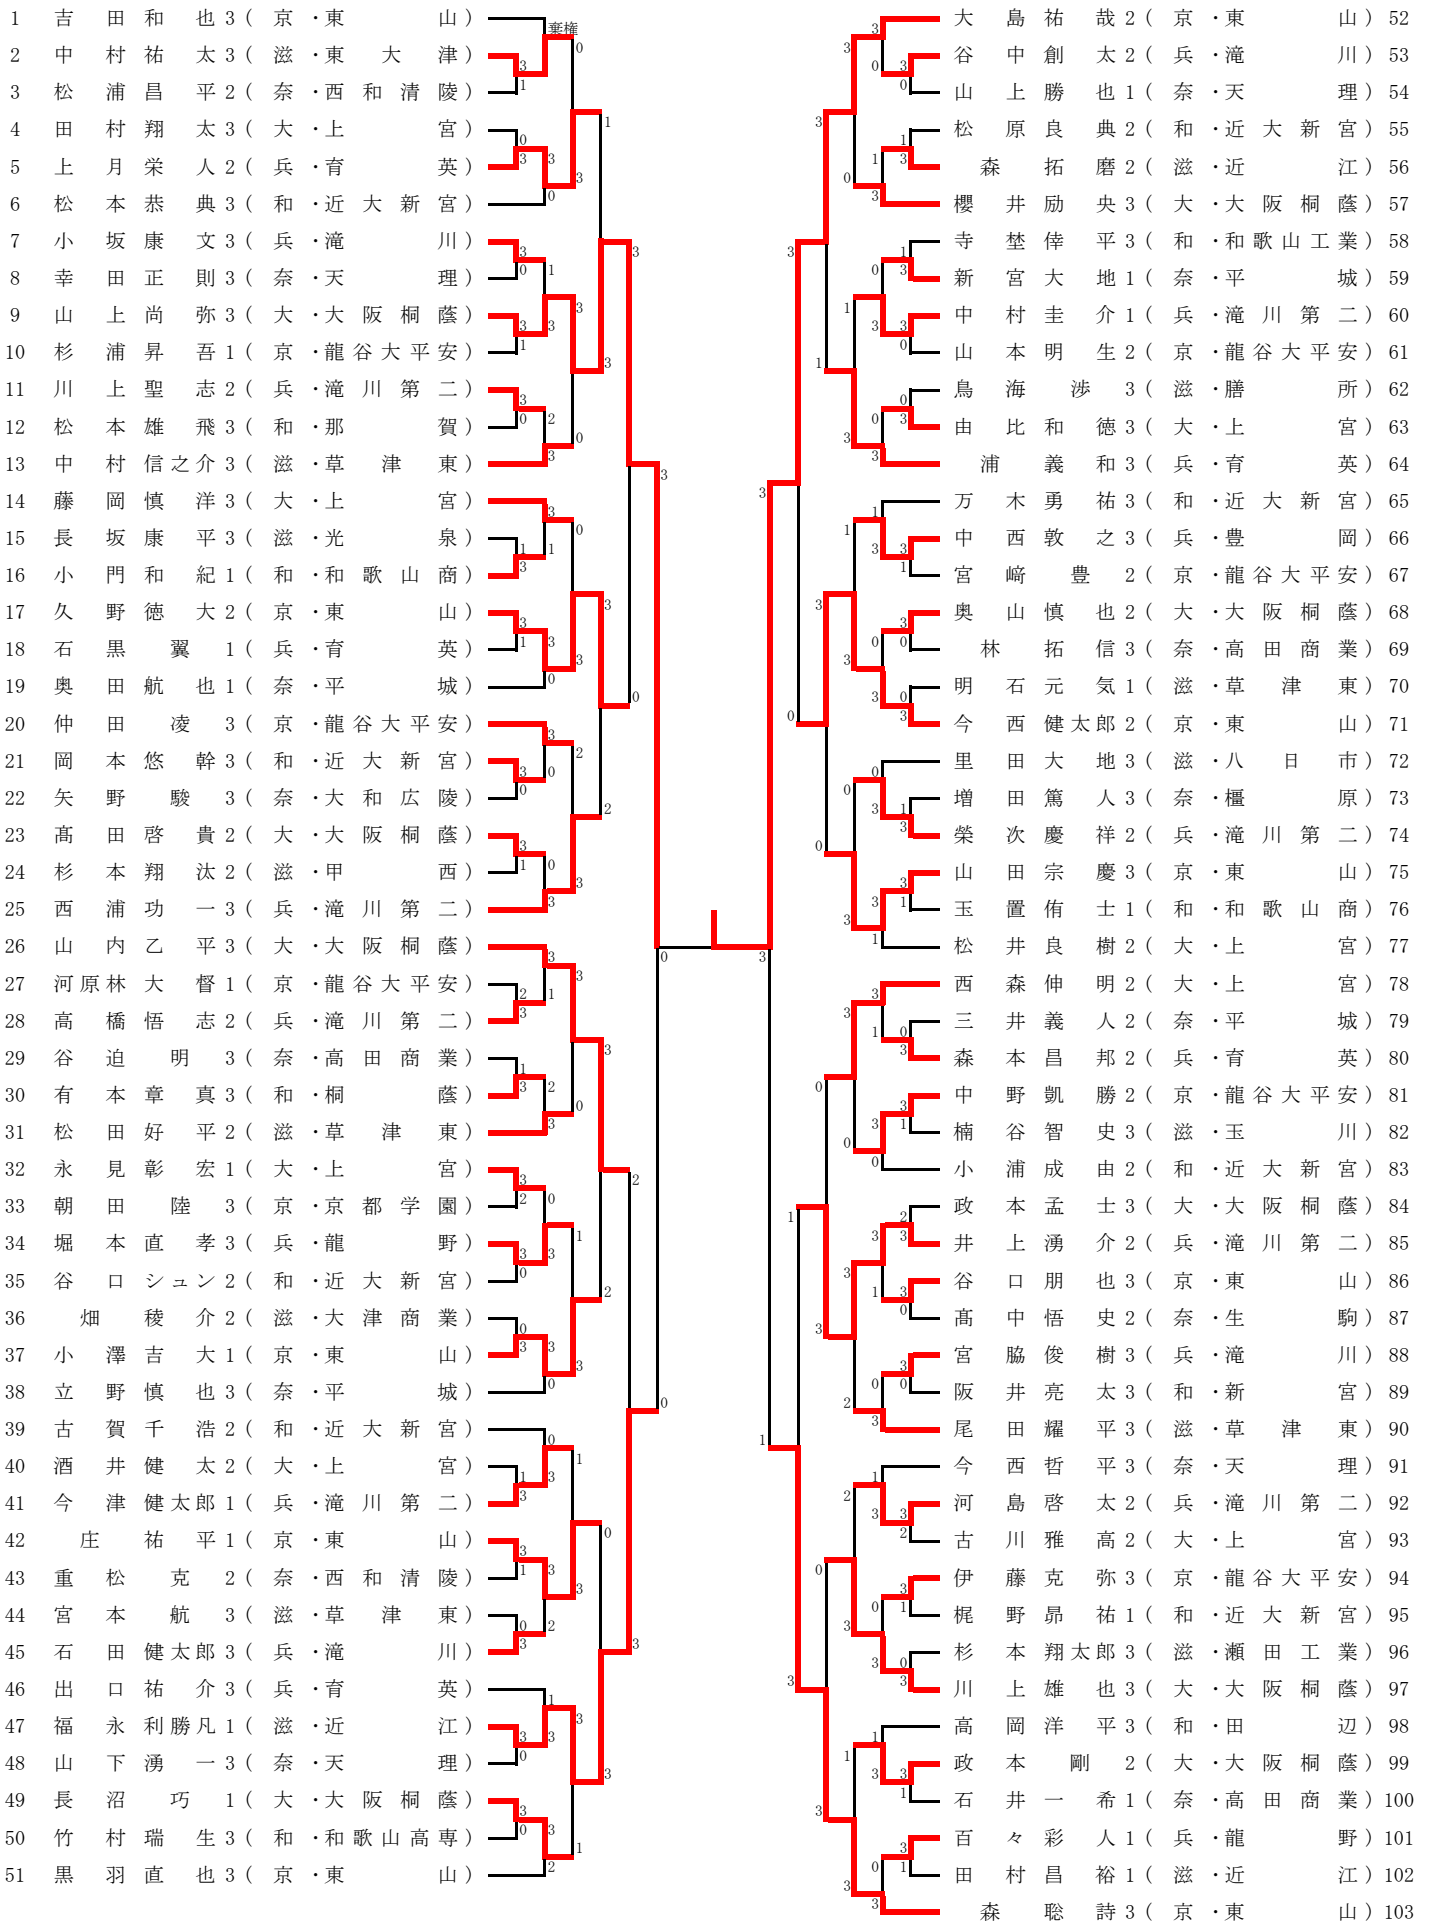 1 吉田和也3(京・東山)
棄権
2 中村祐太3(滋・東大津)
3 松浦昌平2(奈・西和清陵)
4 田村翔太3(大・上宮)
5 上月栄人2(兵・育英)
6 松本恭典3(和・近大新宮)
7 小坂康文3(兵・滝川)
8 幸田正則3(奈・天理)
9 山上尚弥3(大・大阪桐蔭)
10 杉浦昇吾1(京・龍谷大平安)
11 川上聖志2(兵・滝川第二)
12 松本雄飛3(和・那賀)
13 中村信之介3(滋・草津東)
14 藤岡慎洋3(大・上宮)
15 長坂康平3(滋・光泉)
16 小門和紀1(和・和歌山商)
17 久野徳大2(京・東山)
18 石黒翼1(兵・育英)
19 奥田航也1(奈・平城)
20 仲田凌3(京・龍谷大平安)
21 岡本悠幹3(和・近大新宮)
22 矢野駿3(奈・大和広陵)
23 髙田啓貴2(大・大阪桐蔭)
24 杉本翔汰2(滋・甲西)
25 西浦功一3(兵・滝川第二)
26 山内乙平3(大・大阪桐蔭)
27 河原林大督1(京・龍谷大平安)
28 高橋悟志2(兵・滝川第二)
29 谷迫明3(奈・高田商業)
30 有本章真3(和・桐蔭)
31 松田好平2(滋・草津東)
32 永見彰宏1(大・上宮)
33 朝田陸3(京・京都学園)
34 堀本直孝3(兵・龍野)
35 谷口シュン2(和・近大新宮)
36 畑稜介2(滋・大津商業)
37 小澤吉大1(京・東山)
38 立野慎也3(奈・平城)
39 古賀千浩2(和・近大新宮)
40 酒井健太2(大・上宮)
41 今津健太郎1(兵・滝川第二)
42 庄祐平1(京・東山)
43 重松克2(奈・西和清陵)
44 宮本航3(滋・草津東)
45 石田健太郎3(兵・滝川)
46 出口祐介3(兵・育英)
47 福永利勝凡1(滋・近江)
48 山下湧一3(奈・天理)
49 長沼巧1(大・大阪桐蔭)
50 竹村瑞生3(和・和歌山高専)
51 黒羽直也3(京・東山)
大島祐哉2(京・東山)52
谷中創太2(兵・滝川)53
山上勝也1(奈・天理)54
松原良典2(和・近大新宮)55
森拓磨2(滋・近江)56
櫻井励央3(大・大阪桐蔭)57
寺埜倖平3(和・和歌山工業)58
新宮大地1(奈・平城)59
中村圭介1(兵・滝川第二)60
山本明生2(京・龍谷大平安)61
鳥海渉3(滋・膳所)62
由比和徳3(大・上宮)63
浦義和3(兵・育英)64
万木勇祐3(和・近大新宮)65
中西敦之3(兵・豊岡)66
宮﨑豊2(京・龍谷大平安)67
奥山慎也2(大・大阪桐蔭)68
林拓信3(奈・高田商業)69
明石元気1(滋・草津東)70
今西健太郎2(京・東山)71
里田大地3(滋・八日市)72
増田篤人3(奈・橿原)73
榮次慶祥2(兵・滝川第二)74
山田宗慶3(京・東山)75
玉置侑士1(和・和歌山商)76
松井良樹2(大・上宮)77
西森伸明2(大・上宮)78
三井義人2(奈・平城)79
森本昌邦2(兵・育英)80
中野凱勝2(京・龍谷大平安)81
楠谷智史3(滋・玉川)82
小浦成由2(和・近大新宮)83
政本孟士3(大・大阪桐蔭)84
井上湧介2(兵・滝川第二)85
谷口朋也3(京・東山)86
髙中悟史2(奈・生駒)87
宮脇俊樹3(兵・滝川)88
阪井亮太3(和・新宮)89
尾田耀平3(滋・草津東)90
今西哲平3(奈・天理)91
河島啓太2(兵・滝川第二)92
古川雅高2(大・上宮)93
伊藤克弥3(京・龍谷大平安)94
梶野昴祐1(和・近大新宮)95
杉本翔太郎3(滋・瀬田工業)96
川上雄也3(大・大阪桐蔭)97
高岡洋平3(和・田辺)98
政本剛2(大・大阪桐蔭)99
石井一希1(奈・高田商業)100
百々彩人1(兵・龍野)101
田村昌裕1(滋・近江)102
森聡詩3(京・東山)103